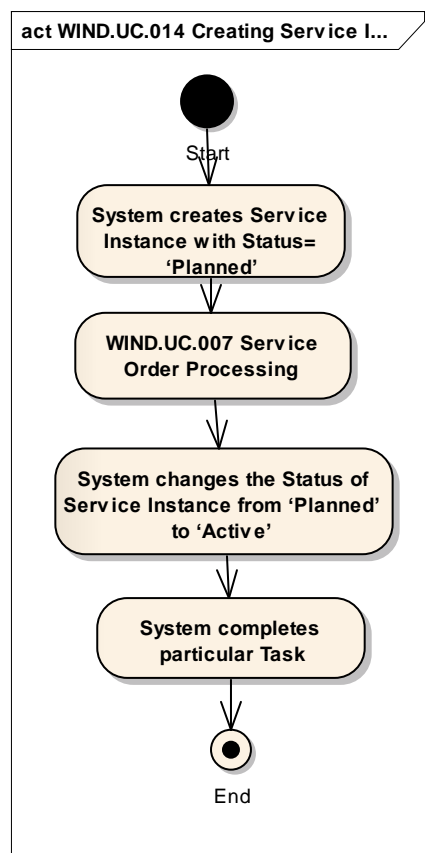 act WIND.UC.014 Creating Service I...
Start
System creates Service
Instance with Status=
‘Planned’
WIND.UC.007 Service
Order Processing
System changes the Status of
Service Instance from ‘Planned’
to ‘Active’
System completes
particular Task
End